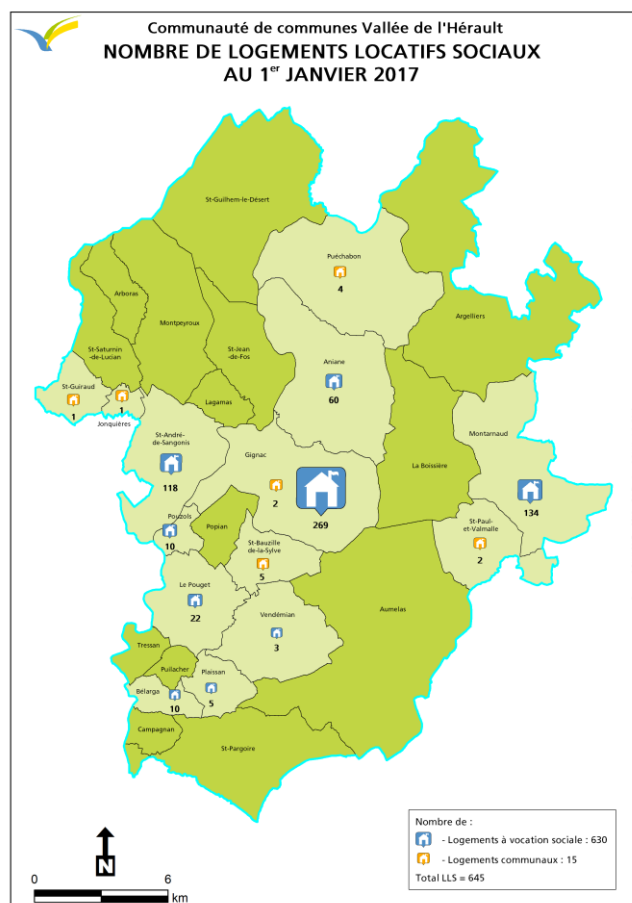 Communauté de communes Vallée de l'Hérault
NOMBRE DE LOGEMENTS LOCATIFS SOCIAUX
AU 1er JANVIER 2017
St-Guilhem-le-Désert
Puéchabon
4
Arboras
Montpeyroux
Argelliers
St-Saturnin
-de-Lucian
St-Jean
-de-Fos
Aniane
60
St-Guiraud
1
Jonquières
1
Lagamas
St-André-
de-Sangonis
118
Gignac
2
269
La Boissière
Montarnaud
134
Pouzols
10
Popian
St-Paul-
et-Valmalle
2
St-Bauzille
de-la-Sylve
5
Le Pouget
22
Vendémian
3
Aumelas
Tressan
Puilacher
Plaissan
5
Bélarga
10
Campagnan
St-Pargoire
Nombre de :
- Logements à vocation sociale : 630
- Logements communaux : 15
Total LLS = 645
N
0 6
km